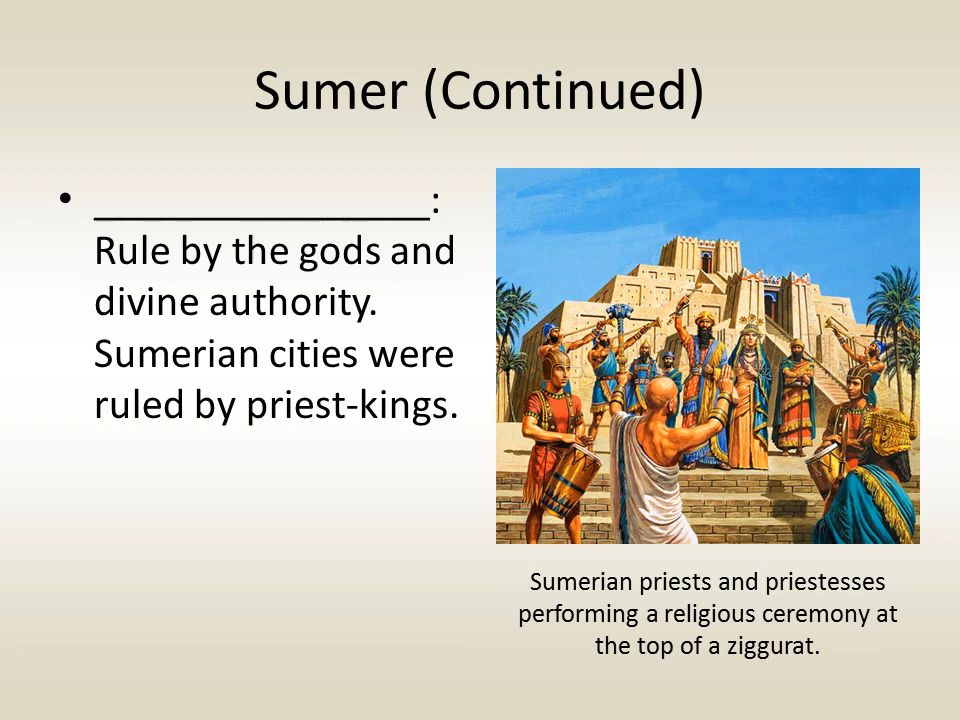 Sumer (Continued)
• ________________:
Rule by the gods and
divine authority.
Sumerian cities were
ruled by priest-kings.
Sumerian priests and priestesses
performing a religious ceremony at
the top of a ziggurat.